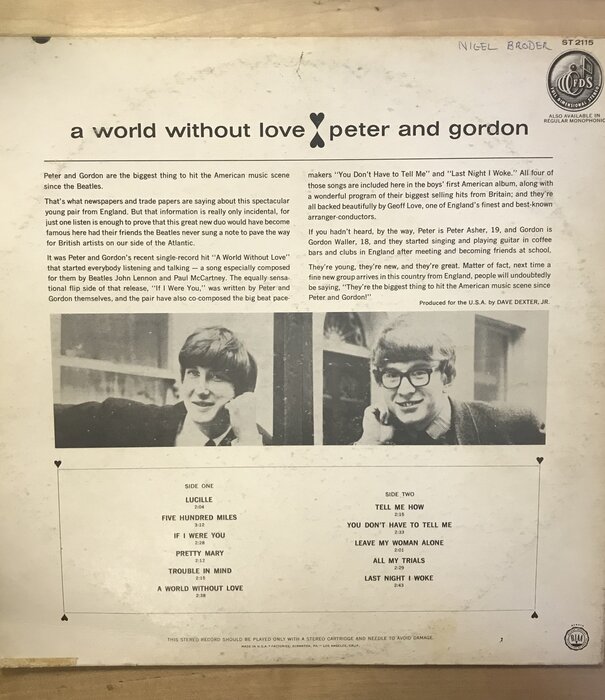 NIGEL BRODER
ST 2115
FDS
FULL DIMENSIONAL STEREO
ALSO AVAILABLE IN
REGULAR MONOPHONIC
a world without love peter and gordon
Peter and Gordon are the biggest thing to hit the American music scene
since the Beatles.
That's what newspapers and trade papers are saying about this spectacular
young pair from England. But that information is really only incidental, for
just one listen is enough to prove that this great new duo would have become
famous here had their friends the Beatles never sung a note to pave the way
for British artists on our side of the Atlantic.
It was Peter and Gordon's recent single-record hit "A World Without Love"
that started everybody listening and talking — a song especially composed
for them by Beatles John Lennon and Paul McCartney. The equally sensa-
tional flip side of that release, "If I Were You," was written by Peter and
Gordon themselves, and the pair have also co-composed the big beat pace-
makers "You Don't Have to Tell Me" and "Last Night I Woke." All four of
those songs are included here in the boys' first American album, along with
a wonderful program of their biggest selling hits from Britain; and they're
all backed beautifully by Geoff Love, one of England's finest and best-known
arranger-conductors.
If you hadn't heard, by the way, Peter is Peter Asher, 19, and Gordon is
Gordon Waller, 18, and they started singing and playing guitar in coffee
bars and clubs in England after meeting and becoming friends at school.
They're young, they're new, and they're great. Matter of fact, next time a
fine new group arrives in this country from England, people will undoubtedly
be saying, "They're the biggest thing to hit the American music scene since
Peter and Gordon!"
Produced for the U.S.A. by DAVE DEXTER, JR.
SIDE ONE
LUCILLE
2:04
FIVE HUNDRED MILES
3:12
IF I WERE YOU
2:28
PRETTY MARY
2:12
TROUBLE IN MIND
2:15
A WORLD WITHOUT LOVE
2:38
SIDE TWO
TELL ME HOW
2:15
YOU DON'T HAVE TO TELL ME
2:33
LEAVE MY WOMAN ALONE
2:01
ALL MY TRIALS
2:29
LAST NIGHT I WOKE
2:43
THIS STEREO RECORD SHOULD BE PLAYED ONLY WITH A STEREO CARTRIDGE AND NEEDLE TO AVOID DAMAGE.
MADE IN U.S.A. FACTORIES: SCRANTON, PA.—LOS ANGELES, CALIF.
RIAA